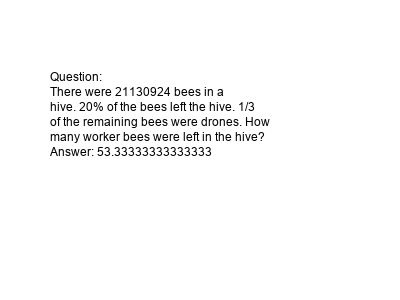 Question:
There were 21130924 bees in a
hive. 20% of the bees left the hive. 1/3
of the remaining bees were drones. How
many worker bees were left in the hive?
Answer: 53.33333333333333